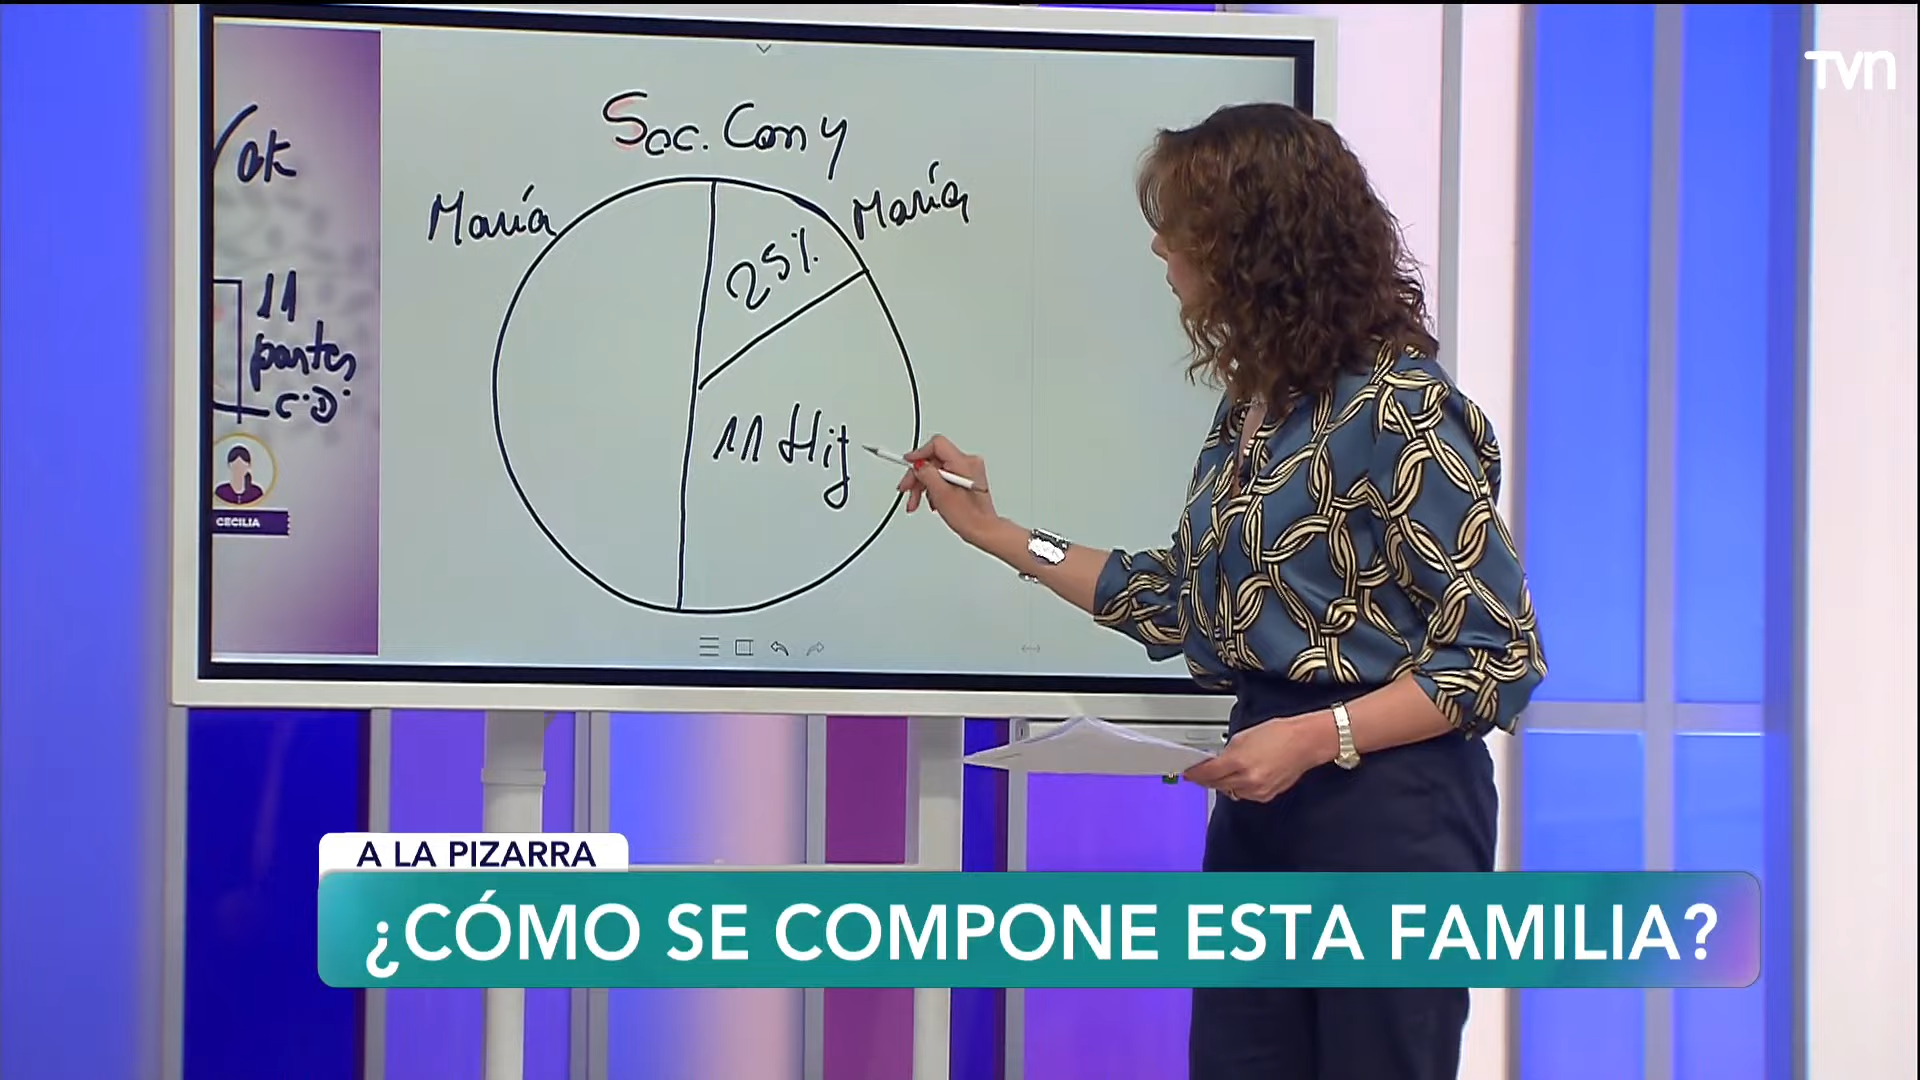 TVN
Soc. Cony
ok
María
María
25%
11
partes
C.D.
11 Hij
CECILIA
A LA PIZARRA
¿CÓMO SE COMPONE ESTA FAMILIA?